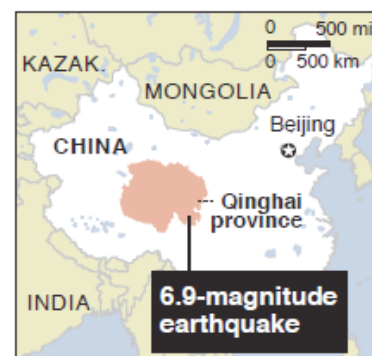 0 500 mi
0 500 km
KAZAK.
MONGOLIA
Beijing
CHINA
Qinghai
province
INDIA
6.9-magnitude
earthquake